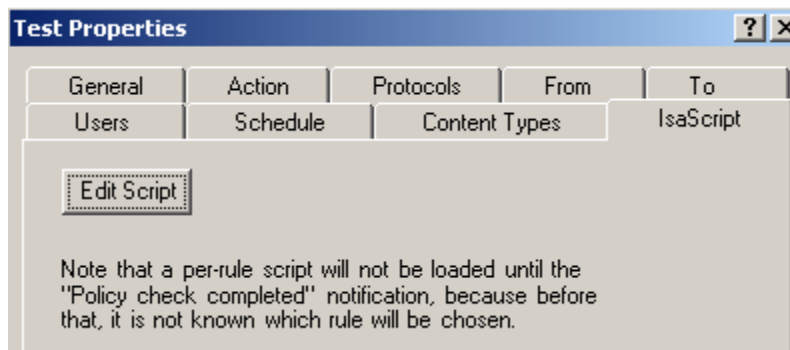 Test Properties ? X
General Action Protocols From To
Users Schedule Content Types IsaScript
Edit Script
Note that a per-rule script will not be loaded until the
"Policy check completed" notification, because before
that, it is not known which rule will be chosen.